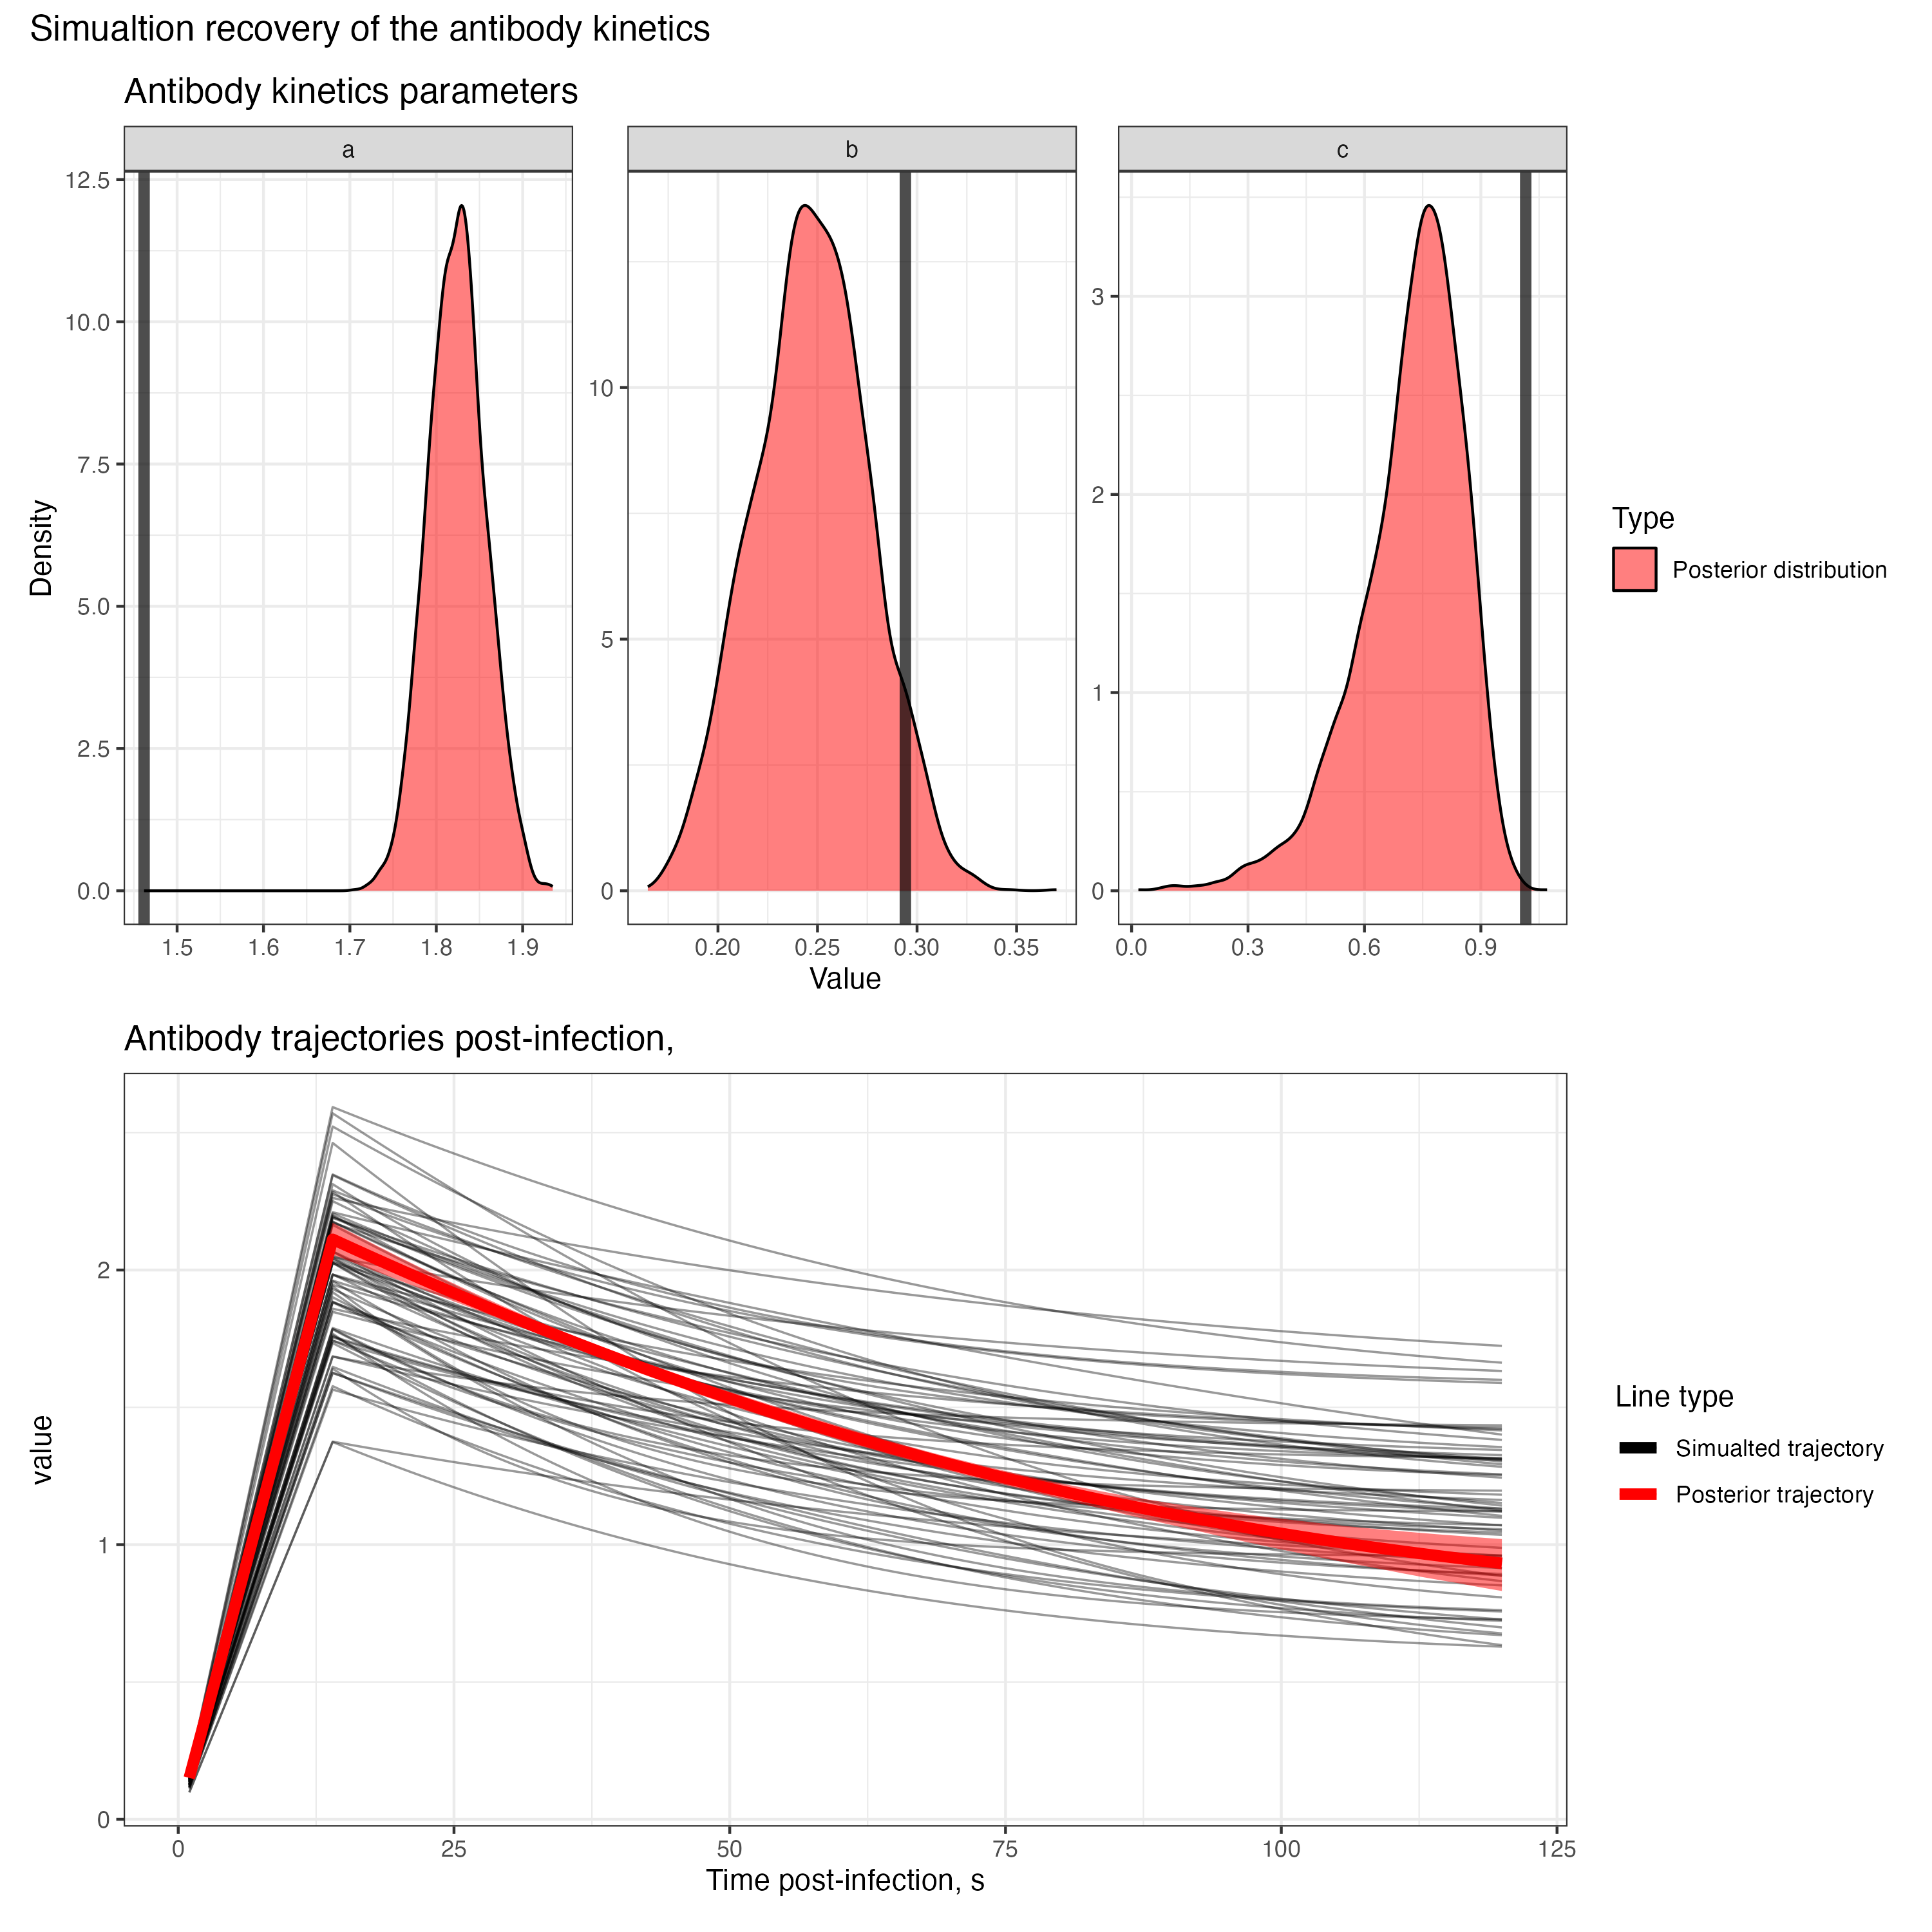 Simualtion recovery of the antibody kinetics
Antibody kinetics parameters
a b c
12.5
10.0
7.5
5.0
2.5
0.0
10
5
0
3
2
1
0
Density
1.5 1.6 1.7 1.8 1.9
0.20 0.25 0.30 0.35
0.0 0.3 0.6 0.9
Value
Type
Posterior distribution
Antibody trajectories post-infection,
2
1
0
value
0 25 50 75 100 125
Time post-infection, s
Line type
Simualted trajectory
Posterior trajectory